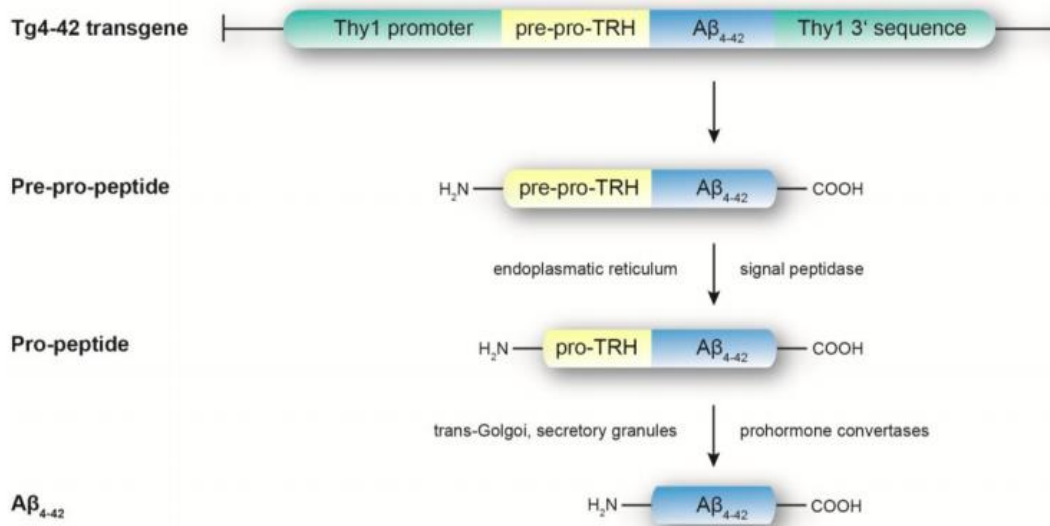 Tg4-42 transgene Thy1 promoter pre-pro-TRH Aβ4-42 Thy1 3‘ sequence
Pre-pro-peptide H2N pre-pro-TRH Aβ4-42 COOH
endoplasmatic reticulum signal peptidase
Pro-peptide H2N pro-TRH Aβ4-42 COOH
trans-Golgoi, secretory granules prohormone convertases
Aβ4-42 H2N Aβ4-42 COOH